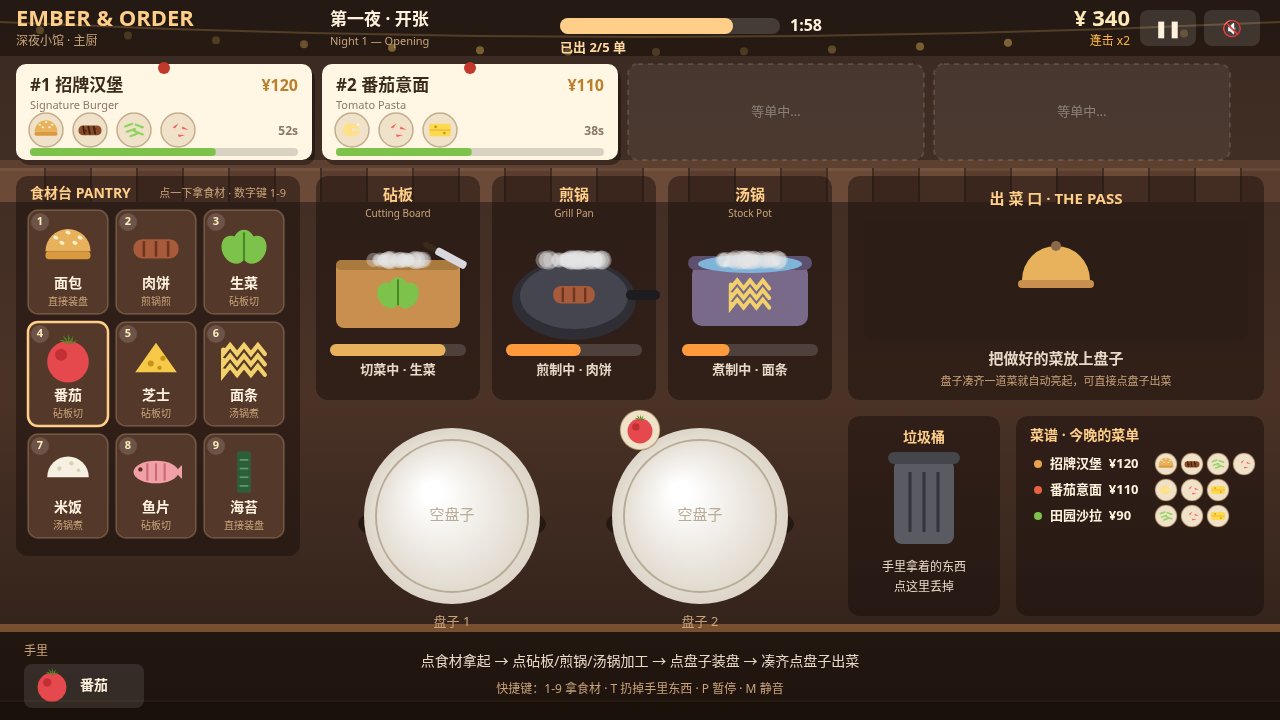 EMBER & ORDER
深夜小馆 · 主厨
第一夜 · 开张
Night 1 — Opening
1:58
已出 2/5 单
¥ 340
连击 x2
#1 招牌汉堡
¥120
Signature Burger
52s
#2 番茄意面
¥110
Tomato Pasta
38s
等单中...
等单中...
食材台 PANTRY
点一下拿食材 · 数字键 1-9
1
面包
直接装盘
2
肉饼
煎锅煎
3
生菜
砧板切
4
番茄
砧板切
5
芝士
砧板切
6
面条
汤锅煮
7
米饭
汤锅煮
8
鱼片
砧板切
9
海苔
直接装盘
砧板
Cutting Board
切菜中 · 生菜
煎锅
Grill Pan
煎制中 · 肉饼
汤锅
Stock Pot
煮制中 · 面条
出 菜 口 · THE PASS
把做好的菜放上盘子
盘子凑齐一道菜就自动亮起，可直接点盘子出菜
空盘子
盘子 1
空盘子
盘子 2
垃圾桶
手里拿着的东西
点这里丢掉
菜谱 · 今晚的菜单
招牌汉堡 ¥120
番茄意面 ¥110
田园沙拉 ¥90
手里
番茄
点食材拿起 → 点砧板/煎锅/汤锅加工 → 点盘子装盘 → 凑齐点盘子出菜
快捷键：1-9 拿食材 · T 扔掉手里东西 · P 暂停 · M 静音